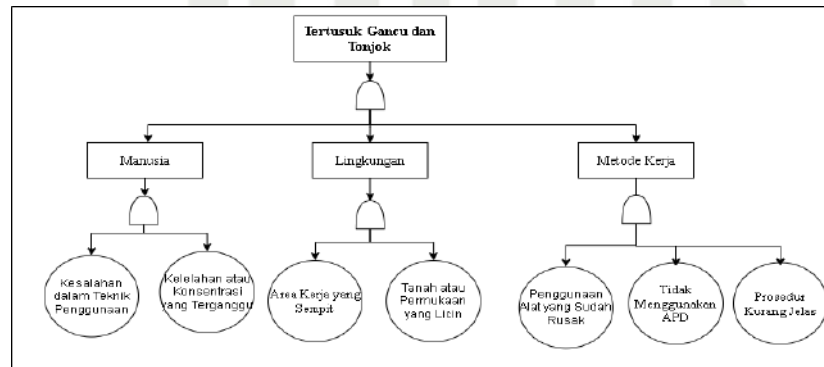 Tertusuk Gancu dan
Tonjok
Manusia
Lingkungan
Metode Kerja
Kesalahan
dalam Teknik
Penggunaan
Kelelahan atau
Konsentrasi
yang Terganggu
Area Kerja yang
Sempit
Tanah atau
Permukaan
yang Licin
Penggunaan
Alat yang Sudah
Rusak
Tidak
Menggunakan
APD
Prosedur
Kurang Jelas